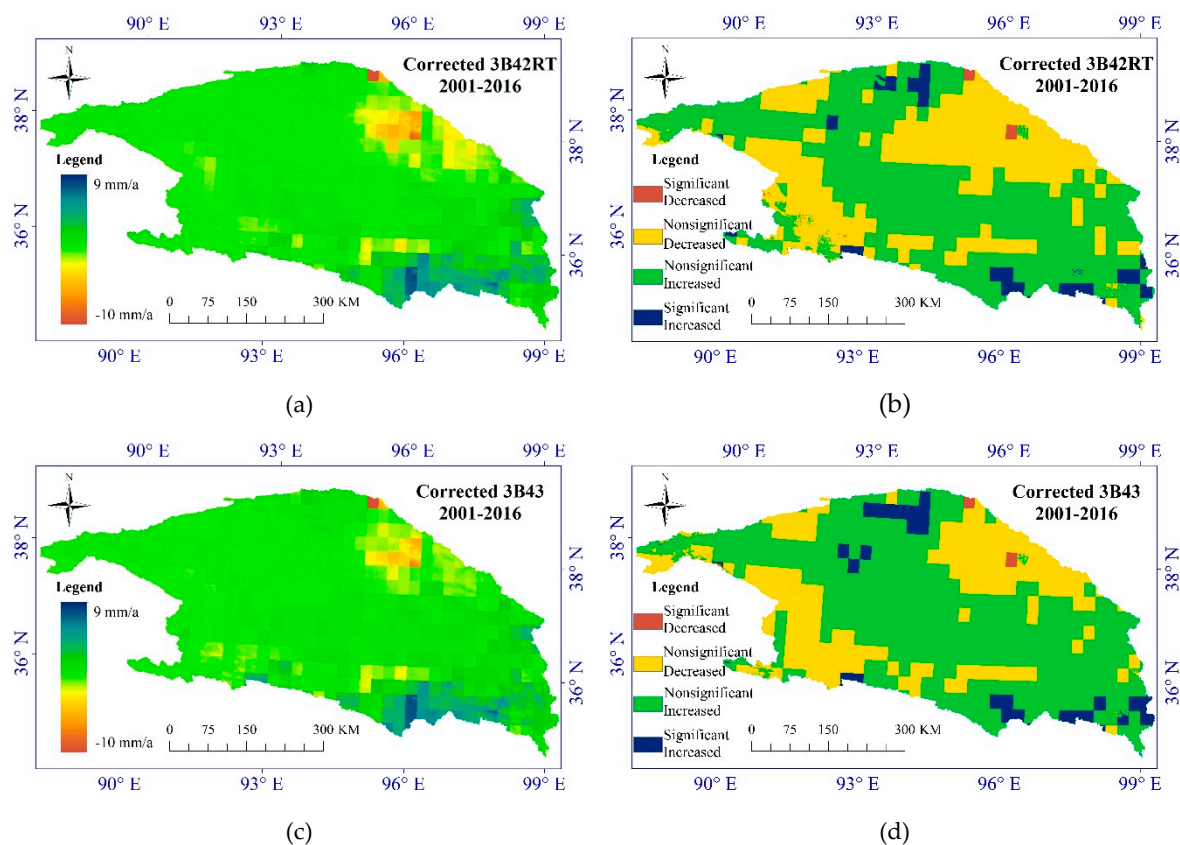 90° E 93° E 96° E 99° E
N
Corrected 3B42RT
2001-2016
38° N
38° N
Legend
9 mm/a
-10 mm/a
36° N
36° N
0 75 150 300 KM
90° E 93° E 96° E 99° E
(a)
90° E 93° E 96° E 99° E
N
Corrected 3B42RT
2001-2016
38° N
38° N
Legend
Significant
Decreased
Nonsignificant
Decreased
Nonsignificant
Increased
Significant
Increased
36° N
36° N
0 75 150 300 KM
90° E 93° E 96° E 99° E
(b)
90° E 93° E 96° E 99° E
N
Corrected 3B43
2001-2016
38° N
38° N
Legend
9 mm/a
-10 mm/a
36° N
36° N
0 75 150 300 KM
90° E 93° E 96° E 99° E
(c)
90° E 93° E 96° E 99° E
N
Corrected 3B43
2001-2016
38° N
38° N
Legend
Significant
Decreased
Nonsignificant
Decreased
Nonsignificant
Increased
Significant
Increased
36° N
36° N
0 75 150 300 KM
90° E 93° E 96° E 99° E
(d)